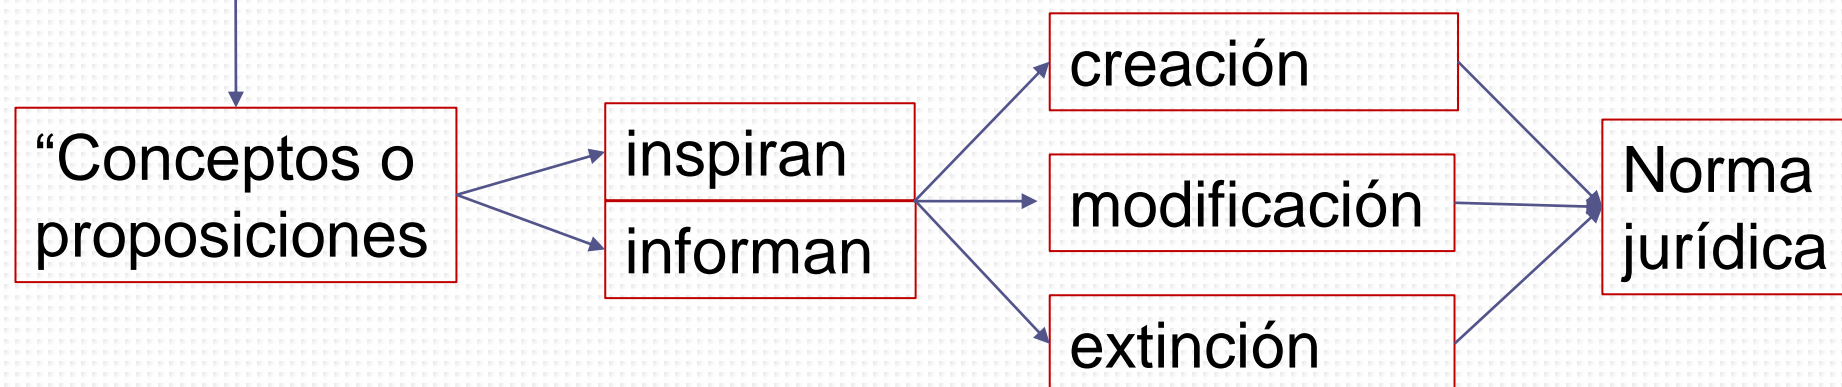 “Conceptos o
proposiciones
inspiran
informan
creación
modificación
extinción
Norma
jurídica